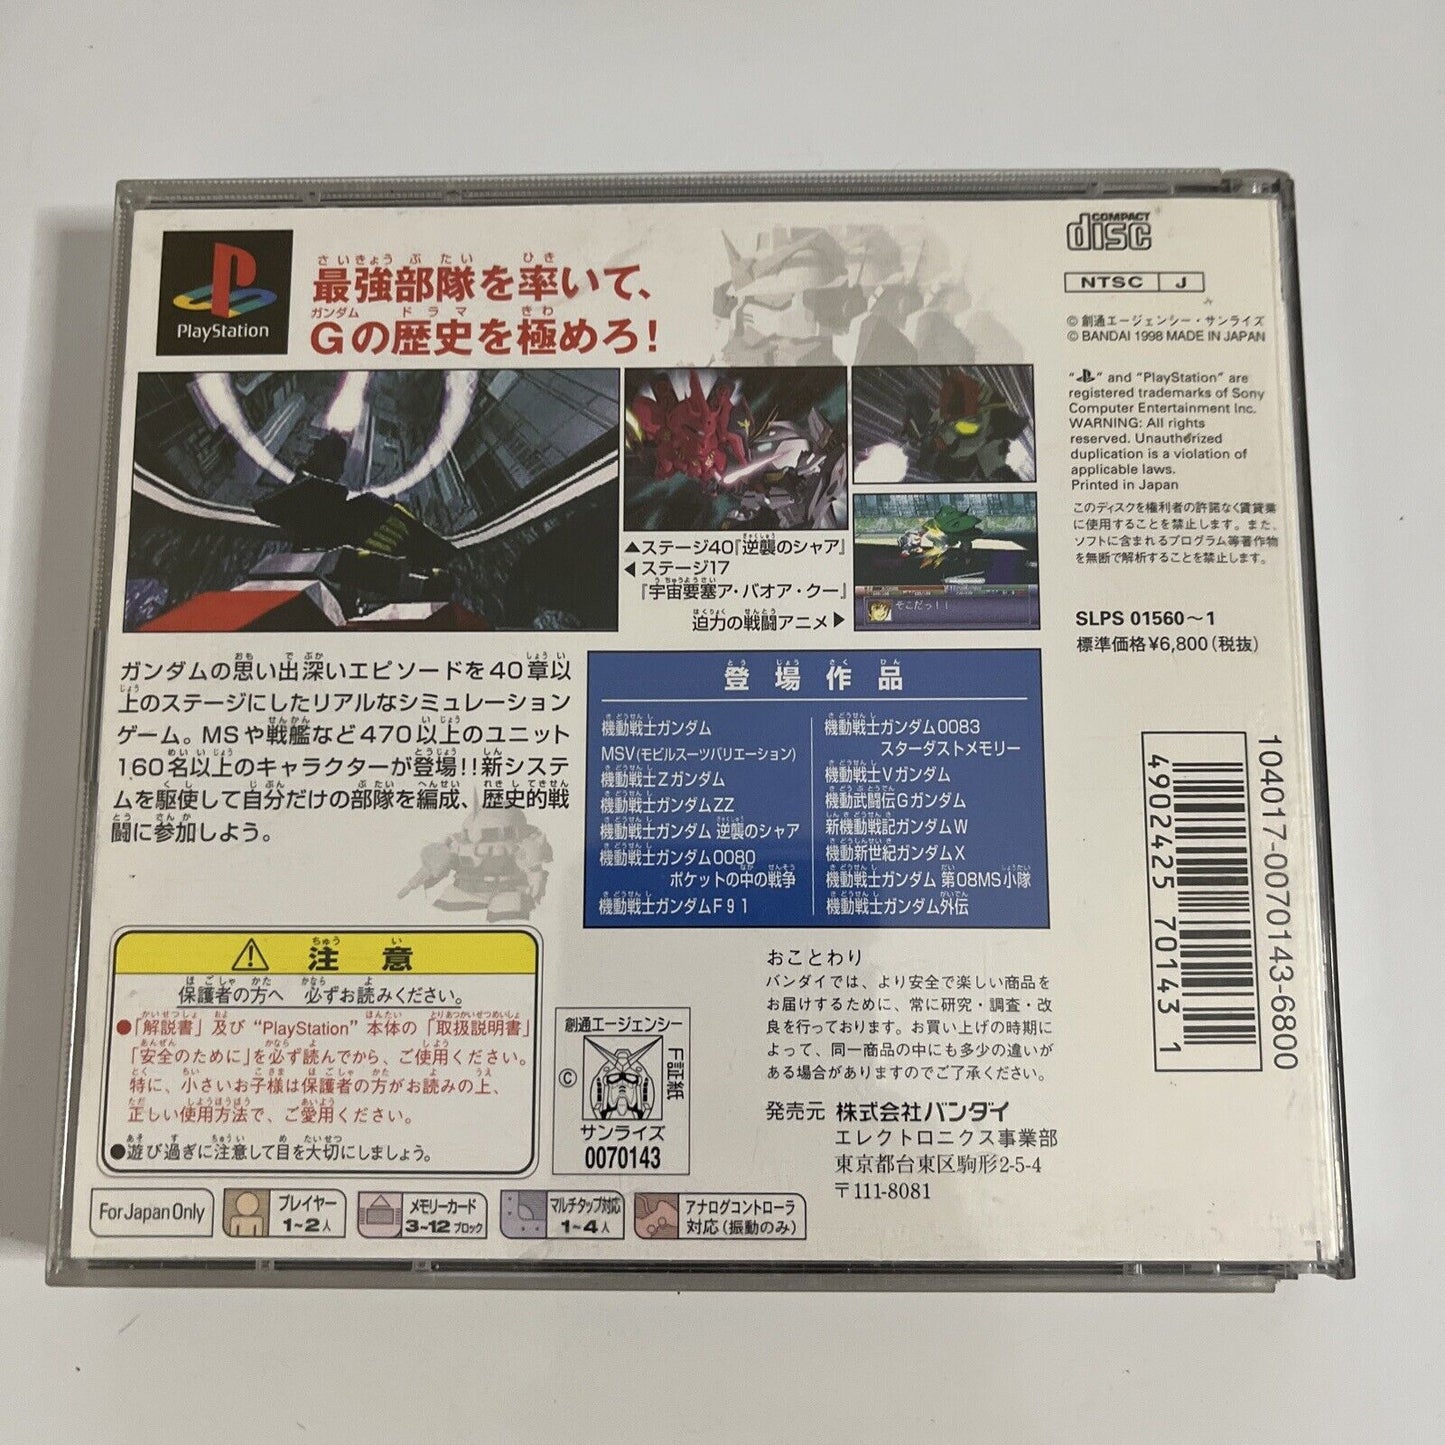 PlayStation
最強部隊を率いて、
Gの歴史を極めろ!
COMPACT
disc
NTSC J
© 創通エージェンシー・サンライズ
© BANDAI 1998 MADE IN JAPAN
" " and "PlayStation" are
registered trademarks of Sony
Computer Entertainment Inc.
WARNING: All rights
reserved. Unauthorized
duplication is a violation of
applicable laws.
Printed in Japan
このディスクを権利者の許諾なく賃貸業
に使用することを禁止します。また、
ソフトに含まれるプログラム等著作物
を無断で解析することを禁止します。
SLPS 01560~1
標準価格¥6,800(税抜)
▲ステージ40『逆襲のシャア』
◀ステージ17
『宇宙要塞ア・バオア・クー』
迫力の戦闘アニメ▶
そこだっ!!
ガンダムの思い出深いエピソードを40章以
上のステージにしたリアルなシミュレーション
ゲーム。MSや戦艦など470以上のユニット
160名以上のキャラクターが登場!!新システ
ムを駆使して自分だけの部隊を編成、歴史的戦
闘に参加しよう。
登場作品
機動戦士ガンダム
MSV(モビルスーツバリエーション)
機動戦士Zガンダム
機動戦士ガンダムZZ
機動戦士ガンダム 逆襲のシャア
機動戦士ガンダム0080
ポケットの中の戦争
機動戦士ガンダムF91
機動戦士ガンダム0083
スターダストメモリー
機動戦士Vガンダム
機動武闘伝Gガンダム
新機動戦記ガンダムW
機動新世紀ガンダムX
機動戦士ガンダム 第08MS小隊
機動戦士ガンダム外伝
104017-0070143-6800
4902425 70143 1
注意
保護者の方へ 必ずお読みください。
●「解説書」及び "PlayStation" 本体の「取扱説明書」
「安全のために」を必ず読んでから、ご使用ください。
特に、小さいお子様は保護者の方がお読みの上、
正しい使用方法で、ご愛用ください。
●遊び過ぎに注意して目を大切にしましょう。
創通エージェンシー
©
F証紙
サンライズ
0070143
おことわり
バンダイでは、より安全で楽しい商品を
お届けするために、常に研究・調査・改
良を行っております。お買い上げの時期に
よって、同一商品の中にも多少の違いが
ある場合がありますのでご了承ください。
発売元 株式会社バンダイ
エレクトロニクス事業部
東京都台東区駒形2-5-4
〒111-8081
For Japan Only
プレイヤー
1~2人
メモリーカード
3~12ブロック
マルチタップ対応
1~4人
アナログコントローラ
対応(振動のみ)